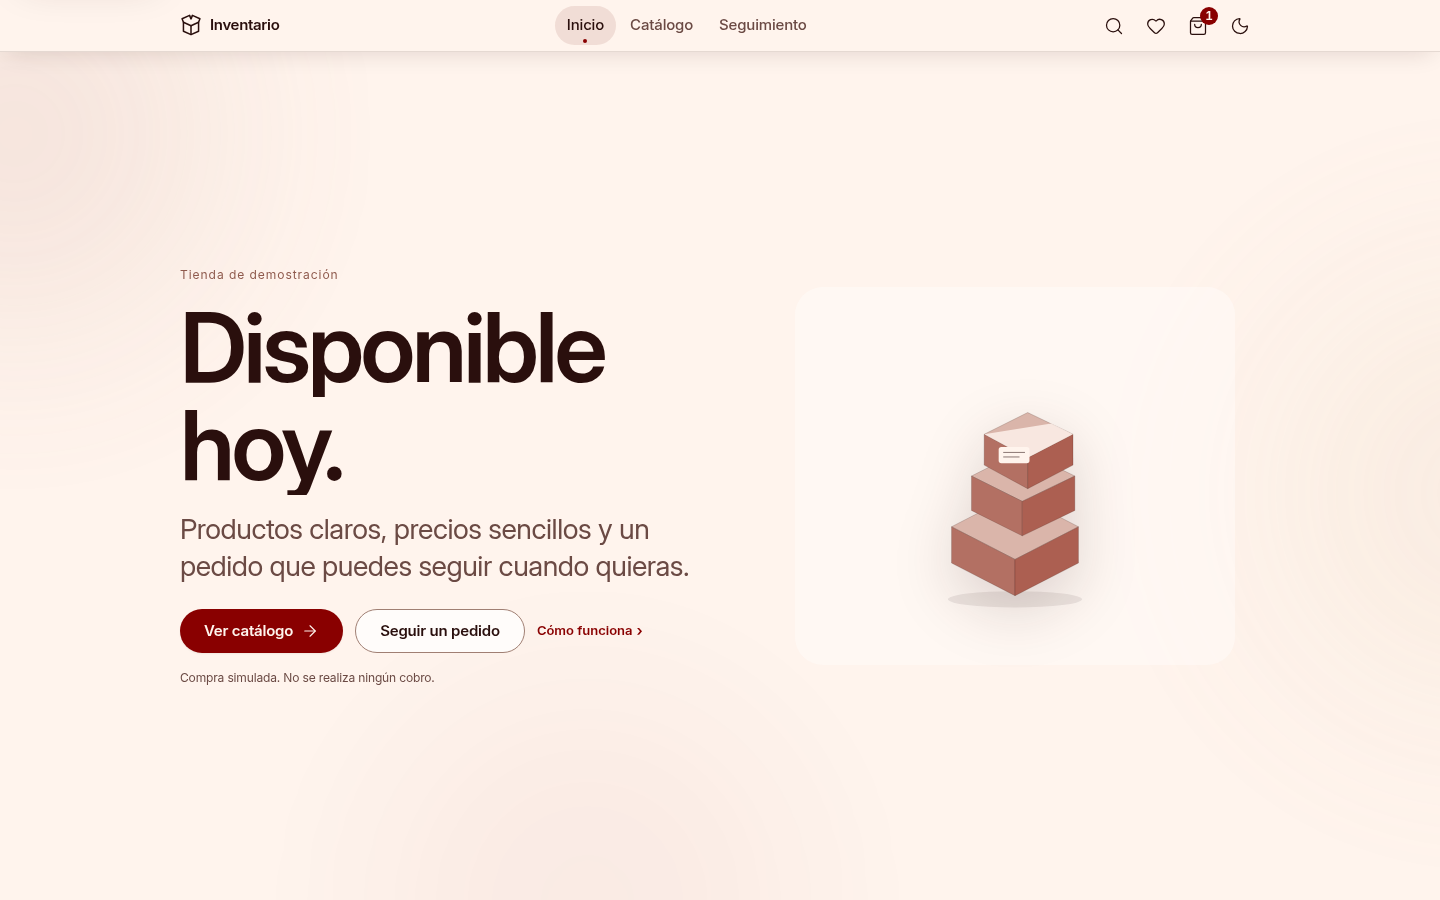 Inventario
Inicio
Catálogo
Seguimiento
1
Tienda de demostración
Disponible
hoy.
Productos claros, precios sencillos y un
pedido que puedes seguir cuando quieras.
Ver catálogo
Seguir un pedido
Cómo funciona ›
Compra simulada. No se realiza ningún cobro.